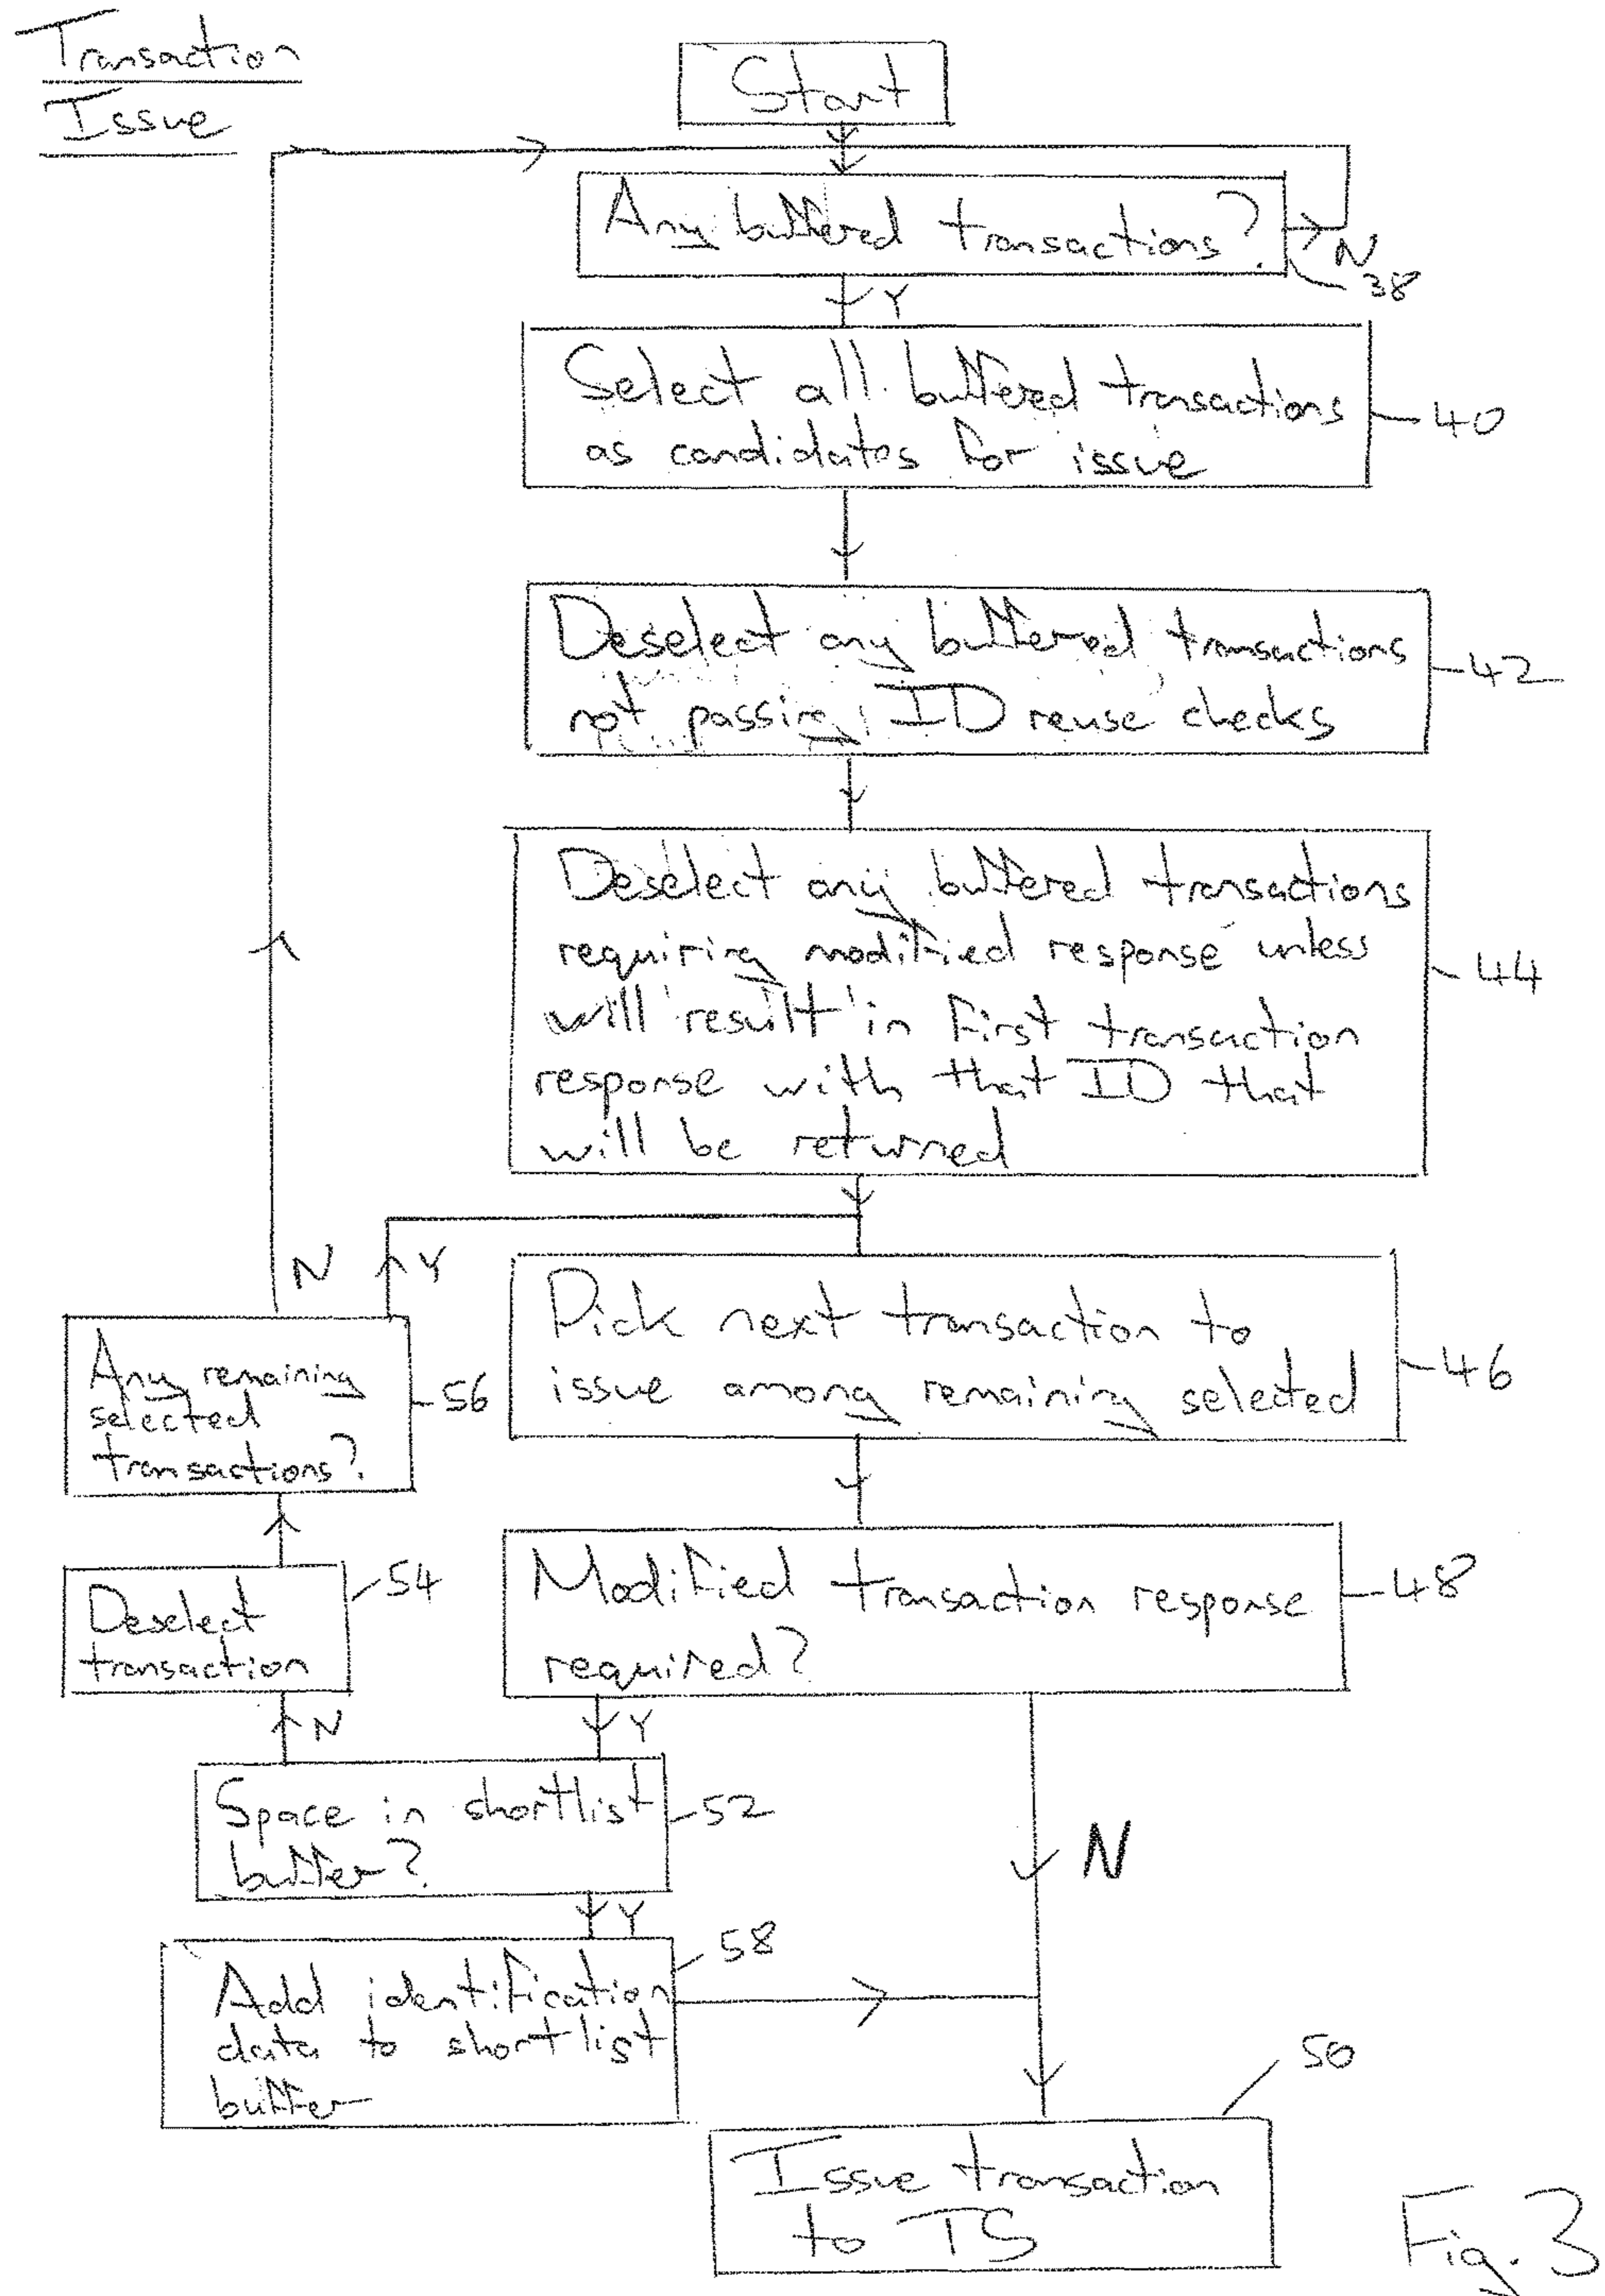 Transaction
Issue
Start
Any buffered transactions?
N
38
Y
Select all buffered transactions
as candidates for issue
40
Deselect any buffered transactions
not passing ID reuse checks
42
Deselect any buffered transactions
requiring modified response unless
will result in first transaction
response with that ID that
will be returned
44
N
Y
Pick next transaction to
issue among remaining selected
46
Any remaining
selected
transactions?
56
Modified transaction response
required?
48
Deselect
transaction
54
N
Y
Space in shortlist
buffer?
52
N
Y
Add identification
data to shortlist
buffer
58
50
Issue transaction
to TS
Fig. 3